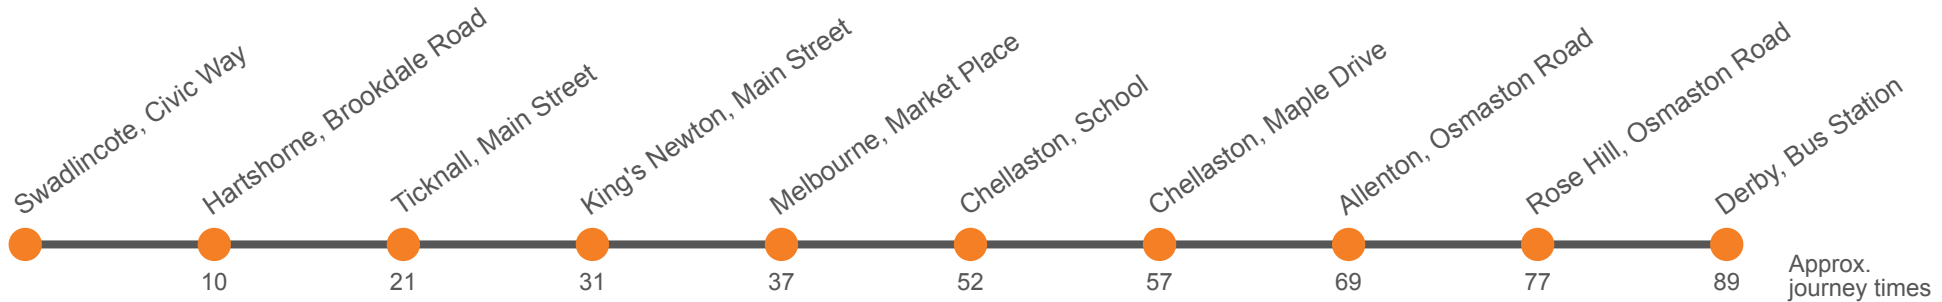 Swadlincote, Civic Way
Hartshorne, Brookdale Road
Ticknall, Main Street
King's Newton, Main Street
Melbourne, Market Place
Chellaston, School
Chellaston, Maple Drive
Allenton, Osmaston Road
Rose Hill, Osmaston Road
Derby, Bus Station
10
21
31
37
52
57
69
77
89
Approx.
journey times